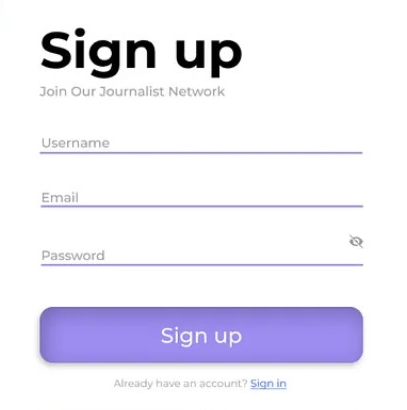 Sign up
Join Our Journalist Network
Username
Email
Password
Sign up
Already have an account? Sign in